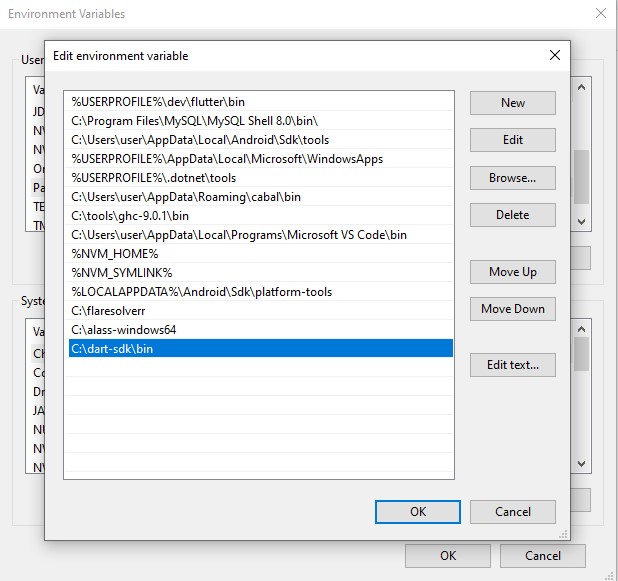 Environment Variables
User
Edit environment variable
Va
JD
NV
NV
On
Pa
TE
TM
%USERPROFILE%\dev\flutter\bin
C:\Program Files\MySQL\MySQL Shell 8.0\bin\
C:\Users\user\AppData\Local\Android\Sdk\tools
%USERPROFILE%\AppData\Local\Microsoft\WindowsApps
%USERPROFILE%\.dotnet\tools
C:\Users\user\AppData\Roaming\cabal\bin
C:\tools\ghc-9.0.1\bin
C:\Users\user\AppData\Local\Programs\Microsoft VS Code\bin
%NVM_HOME%
%NVM_SYMLINK%
%LOCALAPPDATA%\Android\Sdk\platform-tools
C:\flaresolverr
C:\alass-windows64
C:\dart-sdk\bin
New
Edit
Browse...
Delete
Move Up
Move Down
Edit text...
Syste
Va
Ch
Co
Dr
JA
NU
NV
NV
OK
Cancel
OK
Cancel